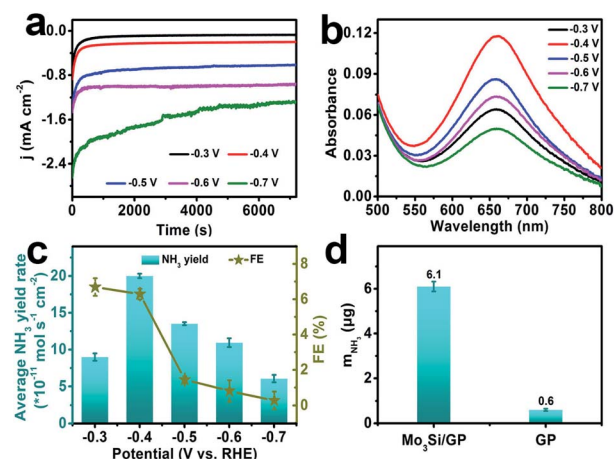 a
0.0
-0.8
-1.6
-2.4
j (mA cm⁻²)
-0.3 V
-0.4 V
-0.5 V
-0.6 V
-0.7 V
0
2000
4000
6000
Time (s)
b
0.12
0.09
0.06
0.03
0.00
Absorbance
-0.3 V
-0.4 V
-0.5 V
-0.6 V
-0.7 V
500
550
600
650
700
750
800
Wavelength (nm)
c
NH₃ yield
FE
Average NH₃ yield rate
(*10⁻¹¹ mol s⁻¹ cm⁻²)
20
15
10
5
0
8
6
4
2
0
FE (%)
-0.3
-0.4
-0.5
-0.6
-0.7
Potential (V vs. RHE)
d
m NH₃ (μg)
6
3
0
6.1
0.6
Mo₃Si/GP
GP